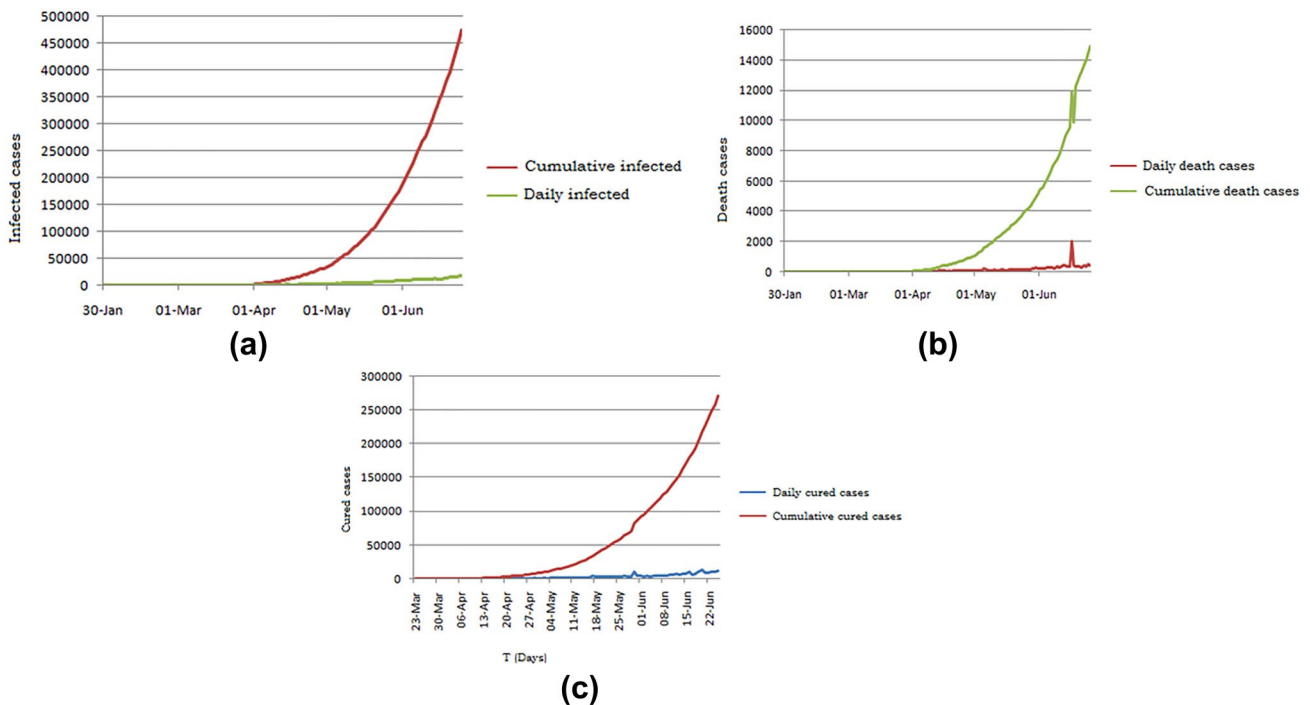 500000
450000
400000
350000
300000
250000
200000
150000
100000
50000
0
Infected cases
30-Jan 01-Mar 01-Apr 01-May 01-Jun
Cumulative infected
Daily infected
(a)
16000
14000
12000
10000
8000
6000
4000
2000
0
Death cases
30-Jan 01-Mar 01-Apr 01-May 01-Jun
Daily death cases
Cumulative death cases
(b)
300000
250000
200000
150000
100000
50000
0
Cured cases
23-Mar
30-Mar
06-Apr
13-Apr
20-Apr
27-Apr
04-May
11-May
18-May
25-May
01-Jun
08-Jun
15-Jun
22-Jun
T (Days)
Daily cured cases
Cumulative cured cases
(c)